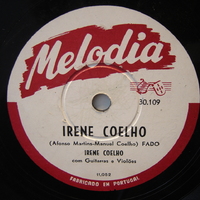 Melodia
30.109
IRENE COELHO
(Afonso Martins-Manuel Coelho) FADO
IRENE COELHO
com Guitarras e Violões
FABRICADO EM PORTUGAL